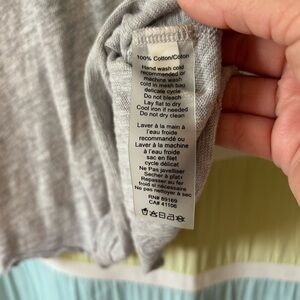 100% Cotton/Coton
Hand wash cold
recommended or
machine wash
cold in mesh bag
delicate cycle
Do not bleach
Lay flat to dry
Cool iron if needed
Do not dry clean
Laver à la main à
l'eau froide
recommandé ou
Laver à la machine
à l'eau froide
sac en filet
cycle délicat
Ne Pas javelliser
Sécher à plat
Repasser au fer
froid si nécessaire
Ne pas nettoyer à
sec
RN# 89169
CA# 41106